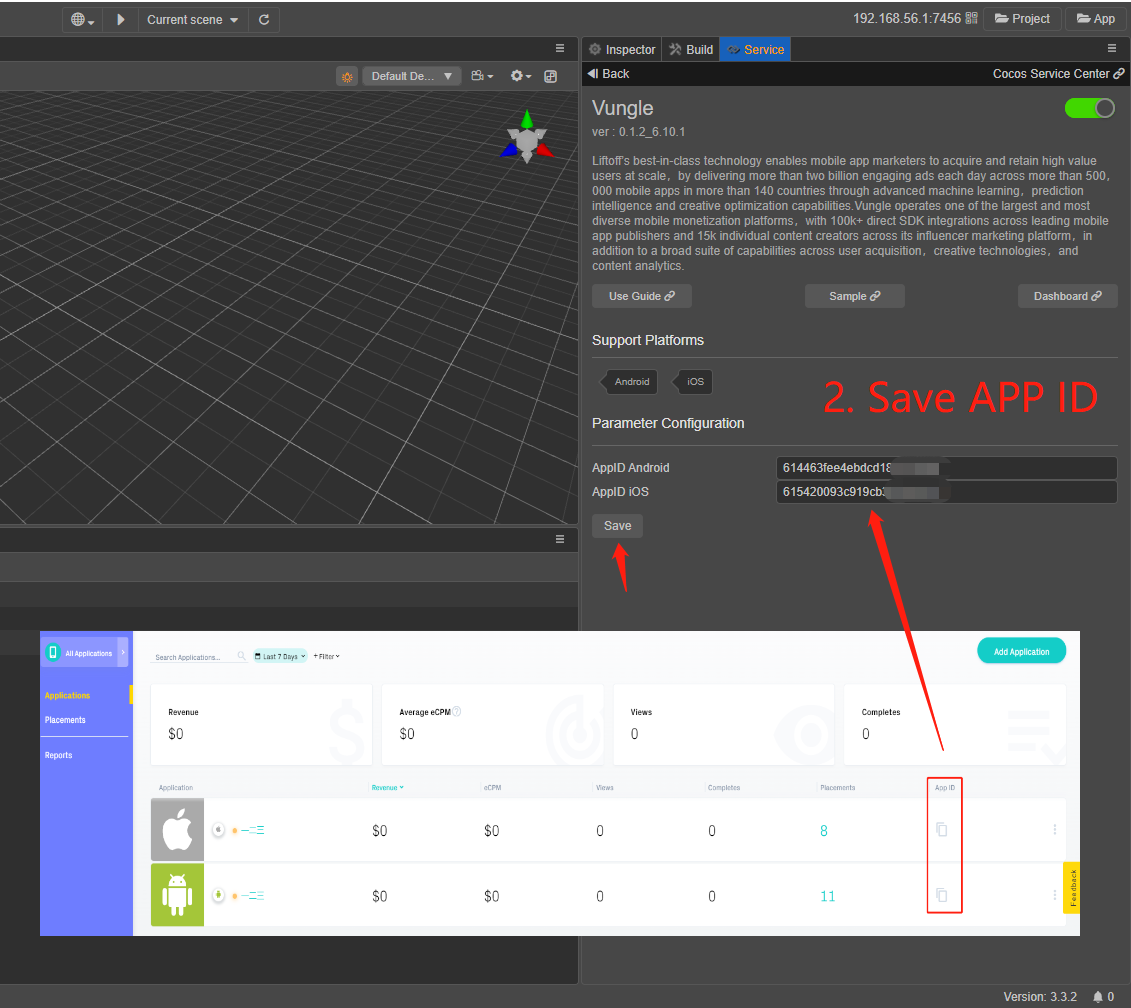 Current scene
192.168.56.1:7456
Project
App
Inspector
Build
Service
Default De...
Back
Cocos Service Center
Vungle
ver : 0.1.2_6.10.1
Liftoff's best-in-class technology enables mobile app marketers to acquire and retain high value
users at scale，by delivering more than two billion engaging ads each day across more than 500，
000 mobile apps in more than 140 countries through advanced machine learning，prediction
intelligence and creative optimization capabilities.Vungle operates one of the largest and most
diverse mobile monetization platforms，with 100k+ direct SDK integrations across leading mobile
app publishers and 15k individual content creators across its influencer marketing platform，in
addition to a broad suite of capabilities across user acquisition，creative technologies，and
content analytics.
Use Guide
Sample
Dashboard
Support Platforms
Android
iOS
2. Save APP ID
Parameter Configuration
AppID Android
614463fee4ebdcd18
AppID iOS
615420093c919cb
Save
All Applications
Search Applications...
Last 7 Days
+ Filter
Add Application
Applications
Placements
Reports
Revenue
$0
Average eCPM
$0
Views
0
Completes
0
Application
Revenue
eCPM
Views
Completes
Placements
App ID
一二三
$0
$0
0
0
8
一二三
$0
$0
0
0
11
Feedback
Version: 3.3.2
0